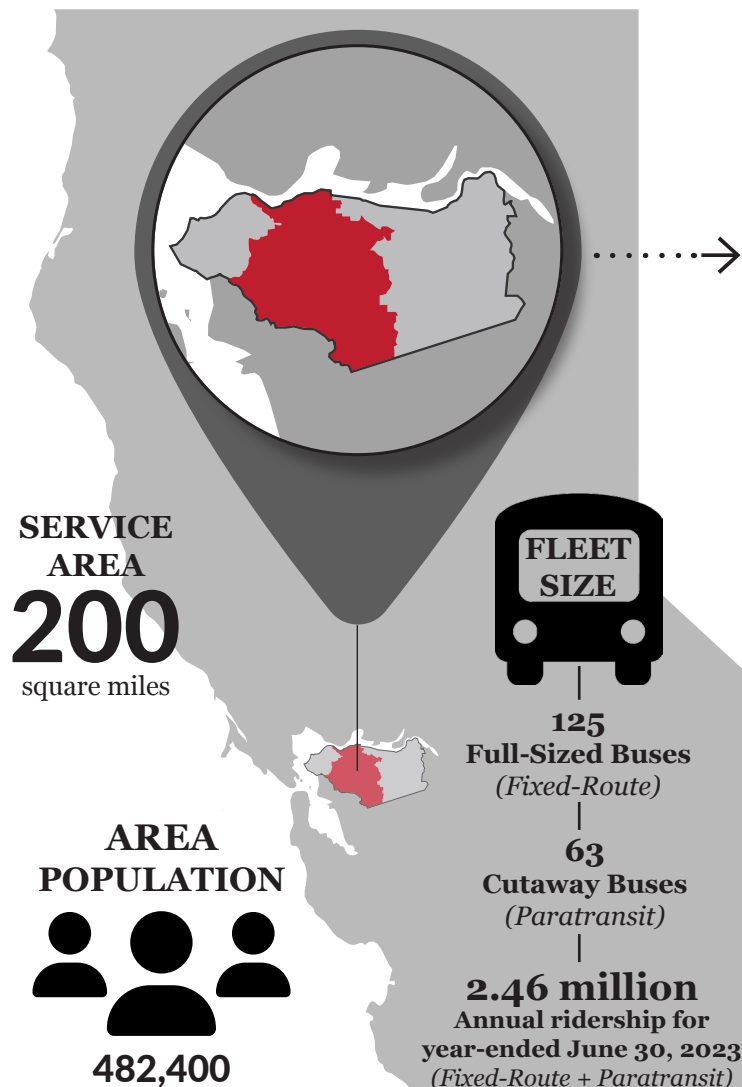 SERVICE
AREA
200
square miles
AREA
POPULATION
482,400
FLEET
SIZE
125
Full-Sized Buses
(Fixed-Route)
63
Cutaway Buses
(Paratransit)
2.46 million
Annual ridership for
year-ended June 30, 2023
(Fixed-Route + Paratransit)